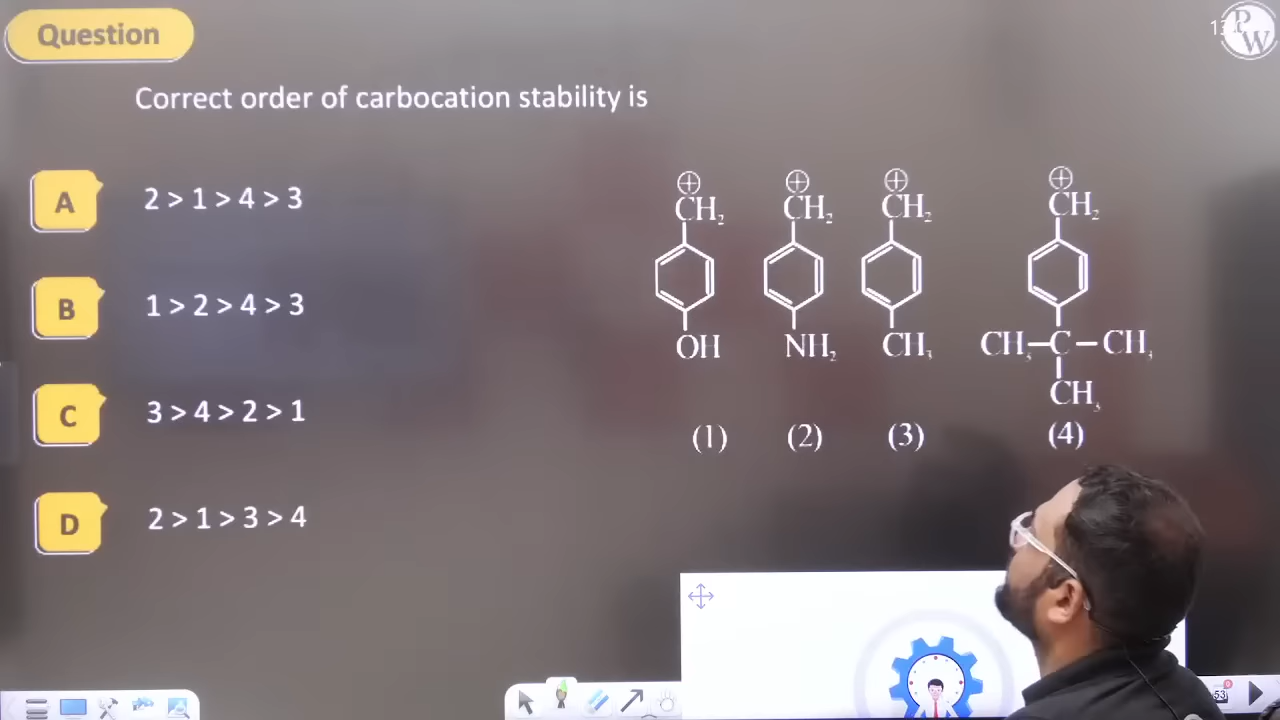 Question
Correct order of carbocation stability is
A 2 > 1 > 4 > 3
B 1 > 2 > 4 > 3
C 3 > 4 > 2 > 1
D 2 > 1 > 3 > 4
⊕ ⊕ ⊕ ⊕
CH₂ CH₂ CH₂ CH₂
OH NH₂ CH₃ CH₃–C–CH₃
CH₃
(1) (2) (3) (4)
PW
53